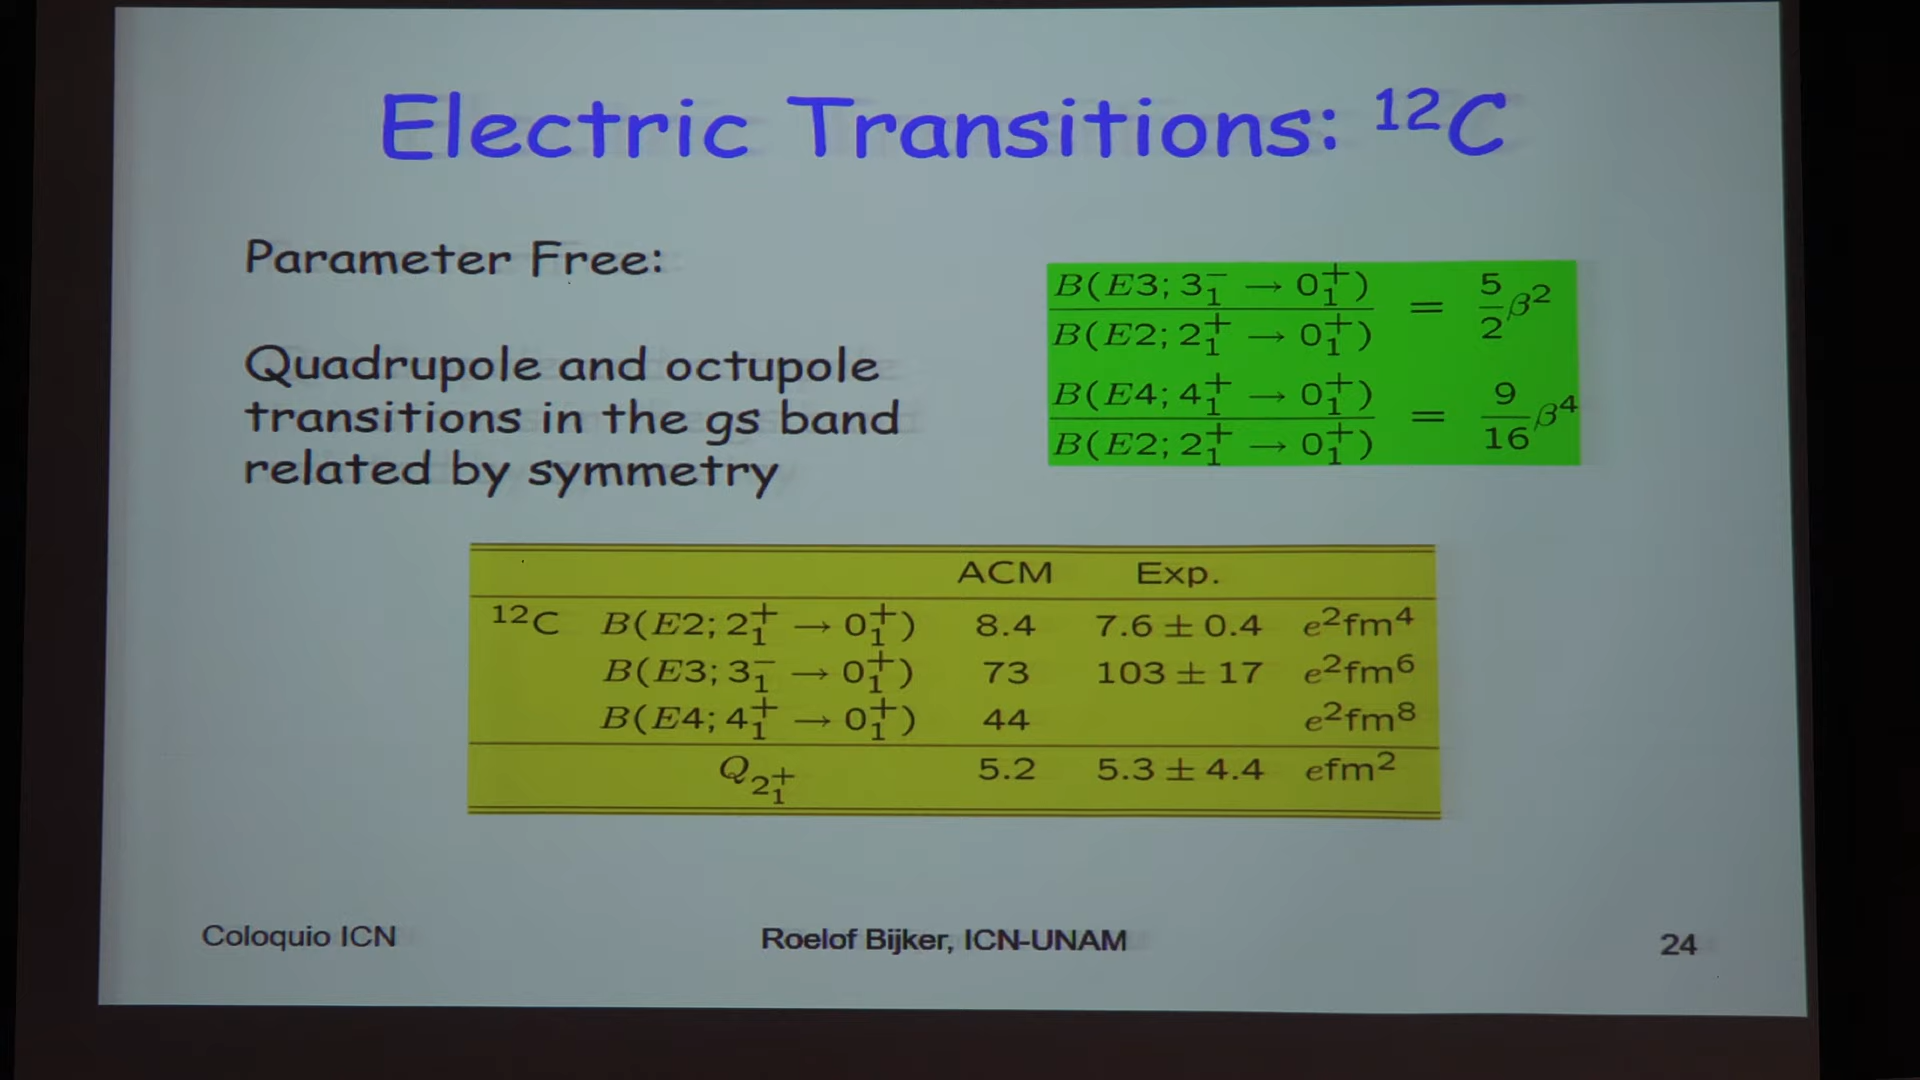 Electric Transitions: ¹²C
Parameter Free:
Quadrupole and octupole
transitions in the gs band
related by symmetry
B(E3; 3₁⁻ → 0₁⁺) / B(E2; 2₁⁺ → 0₁⁺) = 5/2 β²
B(E4; 4₁⁺ → 0₁⁺) / B(E2; 2₁⁺ → 0₁⁺) = 9/16 β⁴
ACM Exp.
¹²C B(E2; 2₁⁺ → 0₁⁺) 8.4 7.6 ± 0.4 e²fm⁴
B(E3; 3₁⁻ → 0₁⁺) 73 103 ± 17 e²fm⁶
B(E4; 4₁⁺ → 0₁⁺) 44 e²fm⁸
Q₂₁⁺ 5.2 5.3 ± 4.4 efm²
Coloquio ICN
Roelof Bijker, ICN-UNAM
24